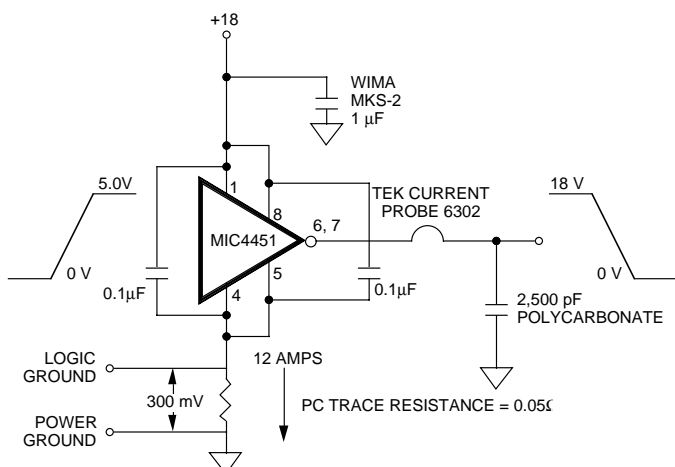 +18
WIMA
MKS-2
1 µF
5.0V
0 V
0.1µF
1
8
MIC4451
6, 7
5
4
0.1µF
TEK CURRENT
PROBE 6302
18 V
0 V
2,500 pF
POLYCARBONATE
LOGIC
GROUND
300 mV
POWER
GROUND
12 AMPS
PC TRACE RESISTANCE = 0.05Ω